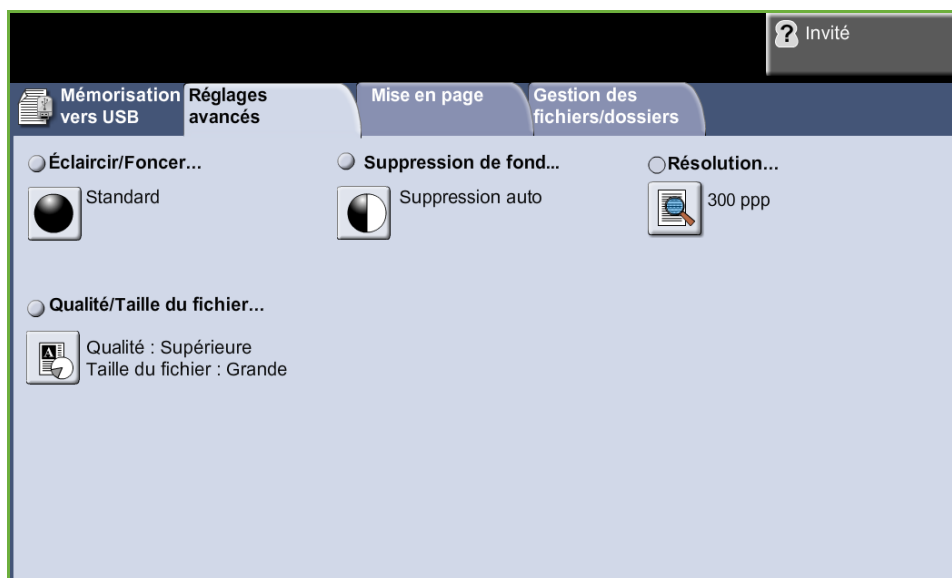 Invité
Mémorisation
vers USB
Réglages
avancés
Mise en page
Gestion des
fichiers/dossiers
Éclaircir/Foncer...
Standard
Suppression de fond...
Suppression auto
Résolution...
300 ppp
Qualité/Taille du fichier...
Qualité : Supérieure
Taille du fichier : Grande